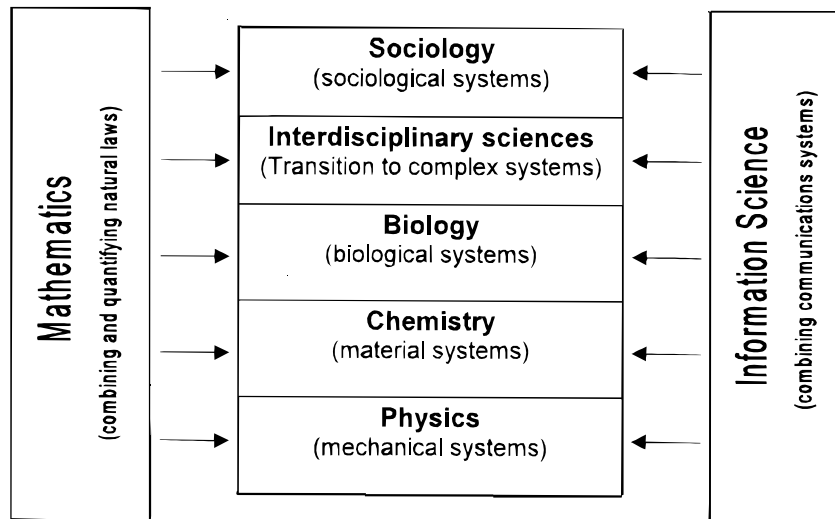 Mathematics
(combining and quantifying natural laws)
Sociology
(sociological systems)
Interdisciplinary sciences
(Transition to complex systems)
Biology
(biological systems)
Chemistry
(material systems)
Physics
(mechanical systems)
Information Science
(combining communications systems)